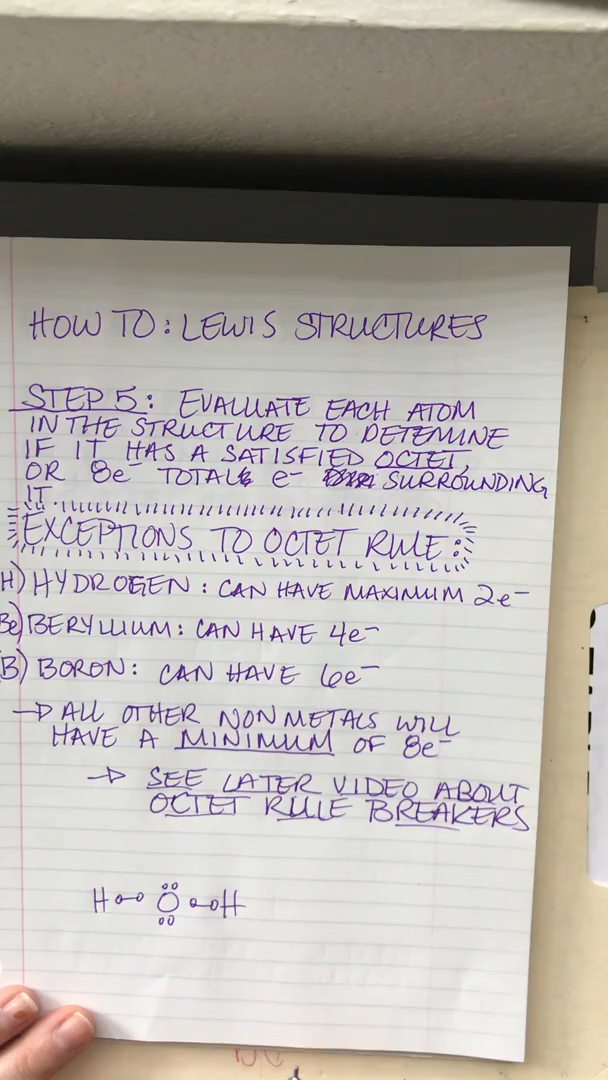 HOW TO: LEWIS STRUCTURES
STEP 5: EVALUATE EACH ATOM
IN THE STRUCTURE TO DETEMINE
IF IT HAS A SATISFIED OCTET,
OR 8e⁻ TOTAL e⁻ SURROUNDING
IT
EXCEPTIONS TO OCTET RULE:
H) HYDROGEN: CAN HAVE MAXIMUM 2e⁻
Be) BERYLLIUM: CAN HAVE 4e⁻
B) BORON: CAN HAVE 6e⁻
→ ALL OTHER NONMETALS WILL
HAVE A MINIMUM OF 8e⁻
→ SEE LATER VIDEO ABOUT
OCTET RULE BREAKERS
H O H